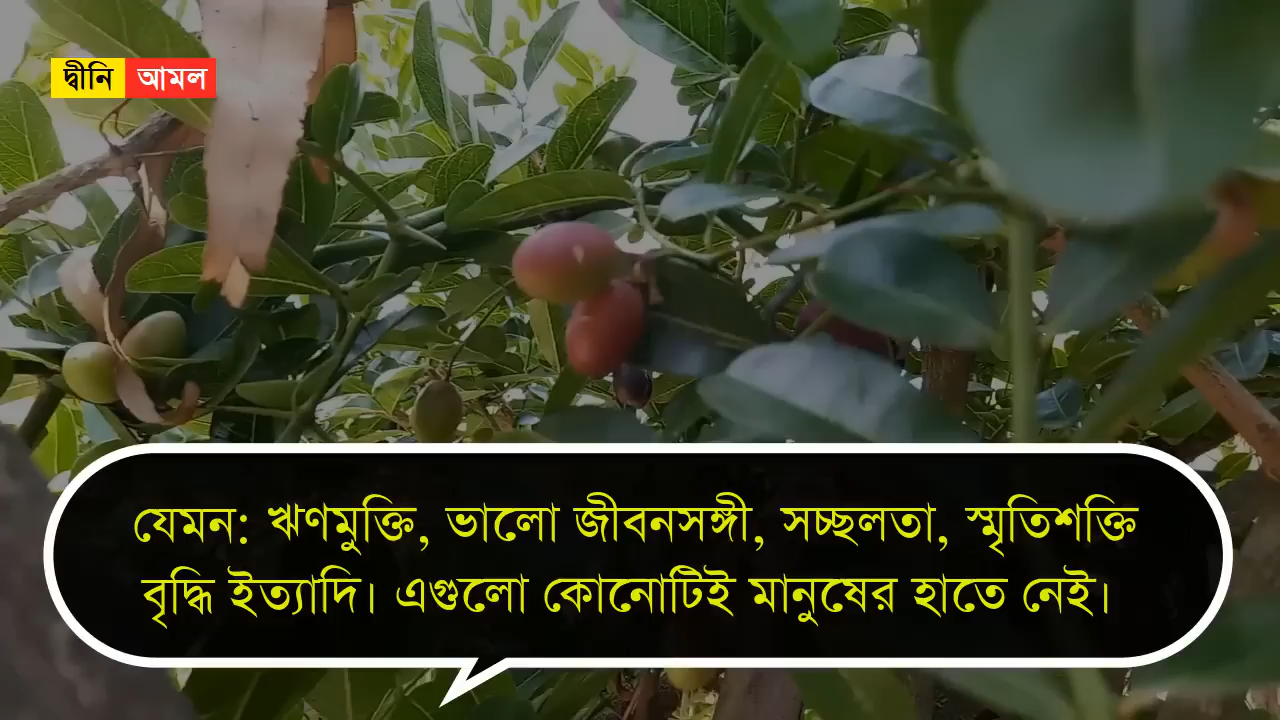 দ্বীনি আমল
যেমন: ঋণমুক্তি, ভালো জীবনসঙ্গী, সচ্ছলতা, স্মৃতিশক্তি
বৃদ্ধি ইত্যাদি। এগুলো কোনোটিই মানুষের হাতে নেই।